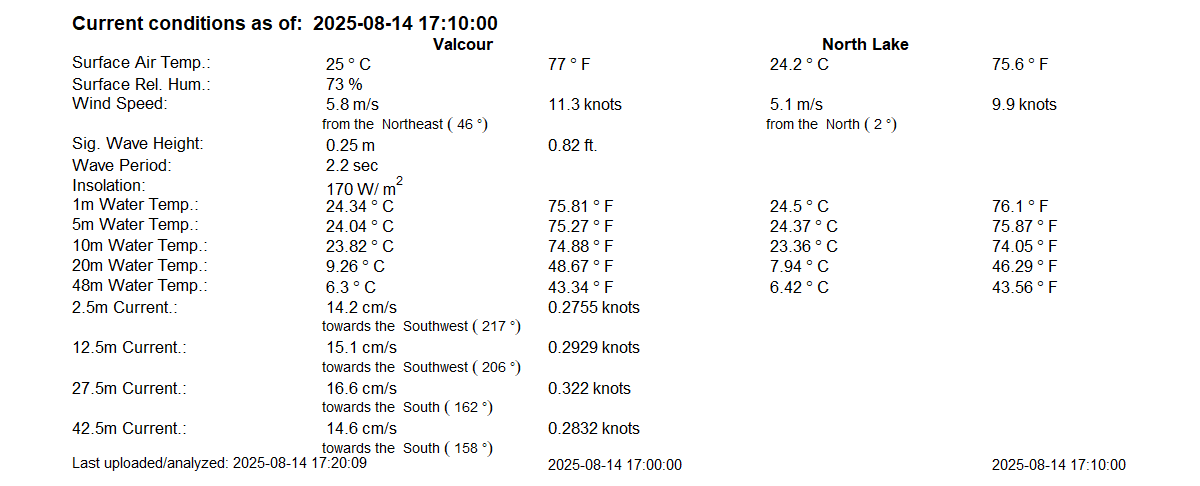 Current conditions as of: 2025-08-14 17:10:00
Valcour North Lake
Surface Air Temp.: 25 ° C 77 ° F 24.2 ° C 75.6 ° F
Surface Rel. Hum.: 73 %
Wind Speed: 5.8 m/s 11.3 knots 5.1 m/s 9.9 knots
from the Northeast ( 46 °) from the North ( 2 °)
Sig. Wave Height: 0.25 m 0.82 ft.
Wave Period: 2.2 sec
Insolation: 170 W/ m²
1m Water Temp.: 24.34 ° C 75.81 ° F 24.5 ° C 76.1 ° F
5m Water Temp.: 24.04 ° C 75.27 ° F 24.37 ° C 75.87 ° F
10m Water Temp.: 23.82 ° C 74.88 ° F 23.36 ° C 74.05 ° F
20m Water Temp.: 9.26 ° C 48.67 ° F 7.94 ° C 46.29 ° F
48m Water Temp.: 6.3 ° C 43.34 ° F 6.42 ° C 43.56 ° F
2.5m Current.: 14.2 cm/s 0.2755 knots
towards the Southwest ( 217 °)
12.5m Current.: 15.1 cm/s 0.2929 knots
towards the Southwest ( 206 °)
27.5m Current.: 16.6 cm/s 0.322 knots
towards the South ( 162 °)
42.5m Current.: 14.6 cm/s 0.2832 knots
towards the South ( 158 °)
Last uploaded/analyzed: 2025-08-14 17:20:09 2025-08-14 17:00:00 2025-08-14 17:10:00